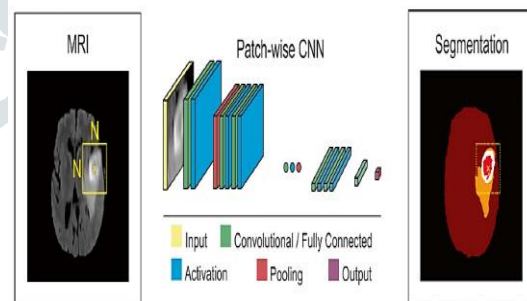 MRI
Patch-wise CNN
Segmentation
N
N
Input
Convolutional / Fully Connected
Activation
Pooling
Output